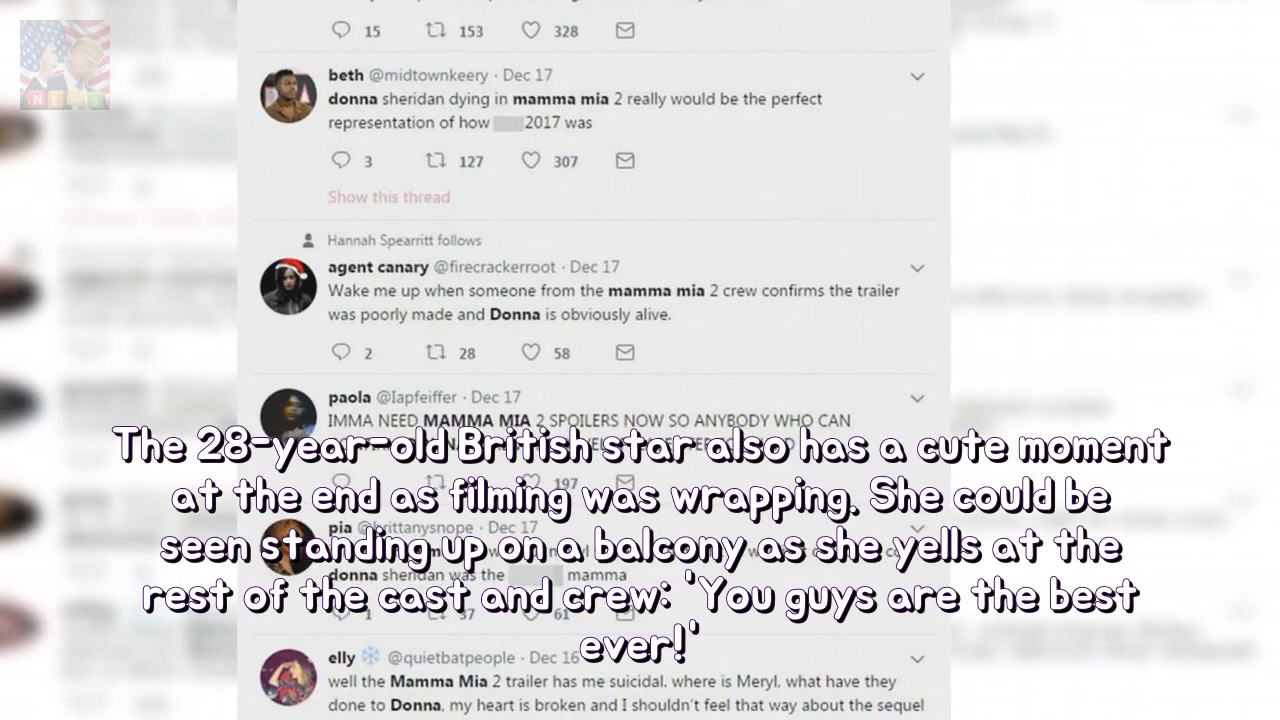 15 153 328
beth @midtownkeery · Dec 17
donna sheridan dying in mamma mia 2 really would be the perfect
representation of how 2017 was
3 127 307
Show this thread
Hannah Spearritt follows
agent canary @firecrackerroot · Dec 17
Wake me up when someone from the mamma mia 2 crew confirms the trailer
was poorly made and Donna is obviously alive.
2 28 58
paola @lapfeiffer · Dec 17
IMMA NEED MAMMA MIA 2 SPOILERS NOW SO ANYBODY WHO CAN
The 28-year-old British star also has a cute moment
at the end as filming was wrapping. She could be
seen standing up on a balcony as she yells at the
rest of the cast and crew: 'You guys are the best
ever!'
197
pia @brittanysnope · Dec 17
donna sheridan was the mamma
1 37 61
elly @quietbatpeople · Dec 16
well the Mamma Mia 2 trailer has me suicidal. where is Meryl, what have they
done to Donna, my heart is broken and I shouldn't feel that way about the sequel
NEWS